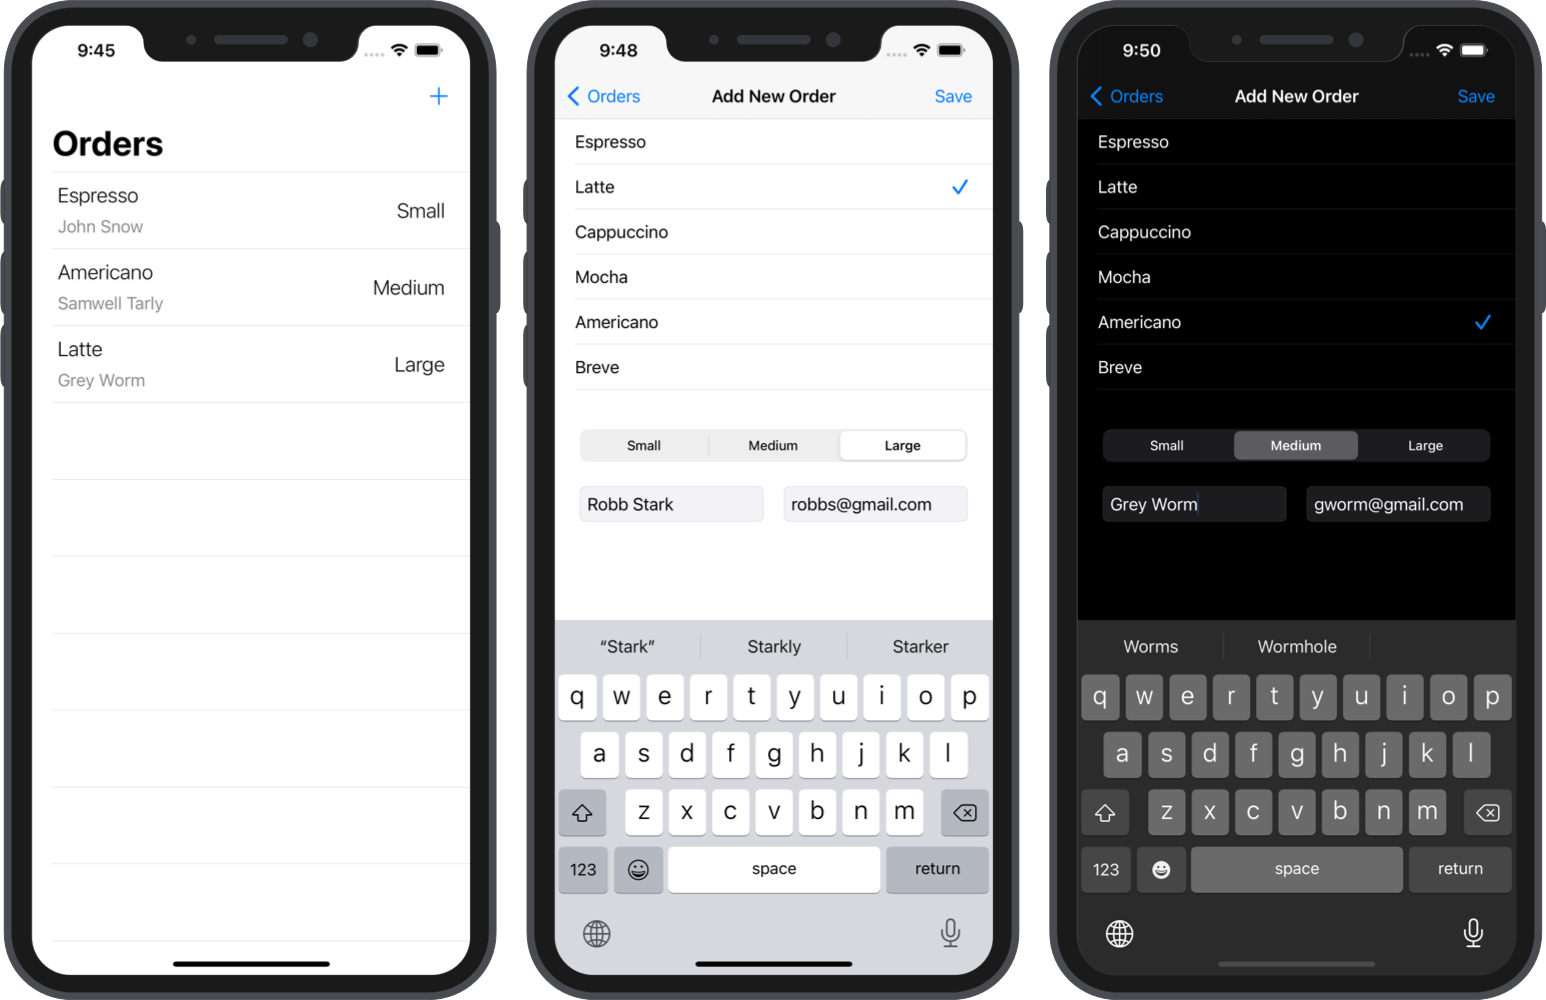 9:45
Orders
Espresso
John Snow
Small
Americano
Samwell Tarly
Medium
Latte
Grey Worm
Large
9:48
Orders Add New Order Save
Espresso
Latte
Cappuccino
Mocha
Americano
Breve
Small Medium Large
Robb Stark robbs@gmail.com
“Stark” Starkly Starker
q w e r t y u i o p
a s d f g h j k l
z x c v b n m
123 space return
9:50
Orders Add New Order Save
Espresso
Latte
Cappuccino
Mocha
Americano
Breve
Small Medium Large
Grey Worm gworm@gmail.com
Worms Wormhole
q w e r t y u i o p
a s d f g h j k l
z x c v b n m
123 space return